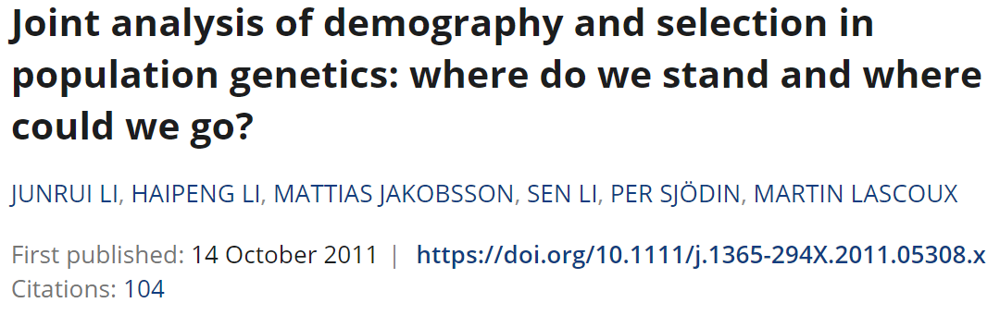 Joint analysis of demography and selection in
population genetics: where do we stand and where
could we go?
JUNRUI LI, HAIPENG LI, MATTIAS JAKOBSSON, SEN LI, PER SJÖDIN, MARTIN LASCOUX
First published: 14 October 2011 | https://doi.org/10.1111/j.1365-294X.2011.05308.x
Citations: 104